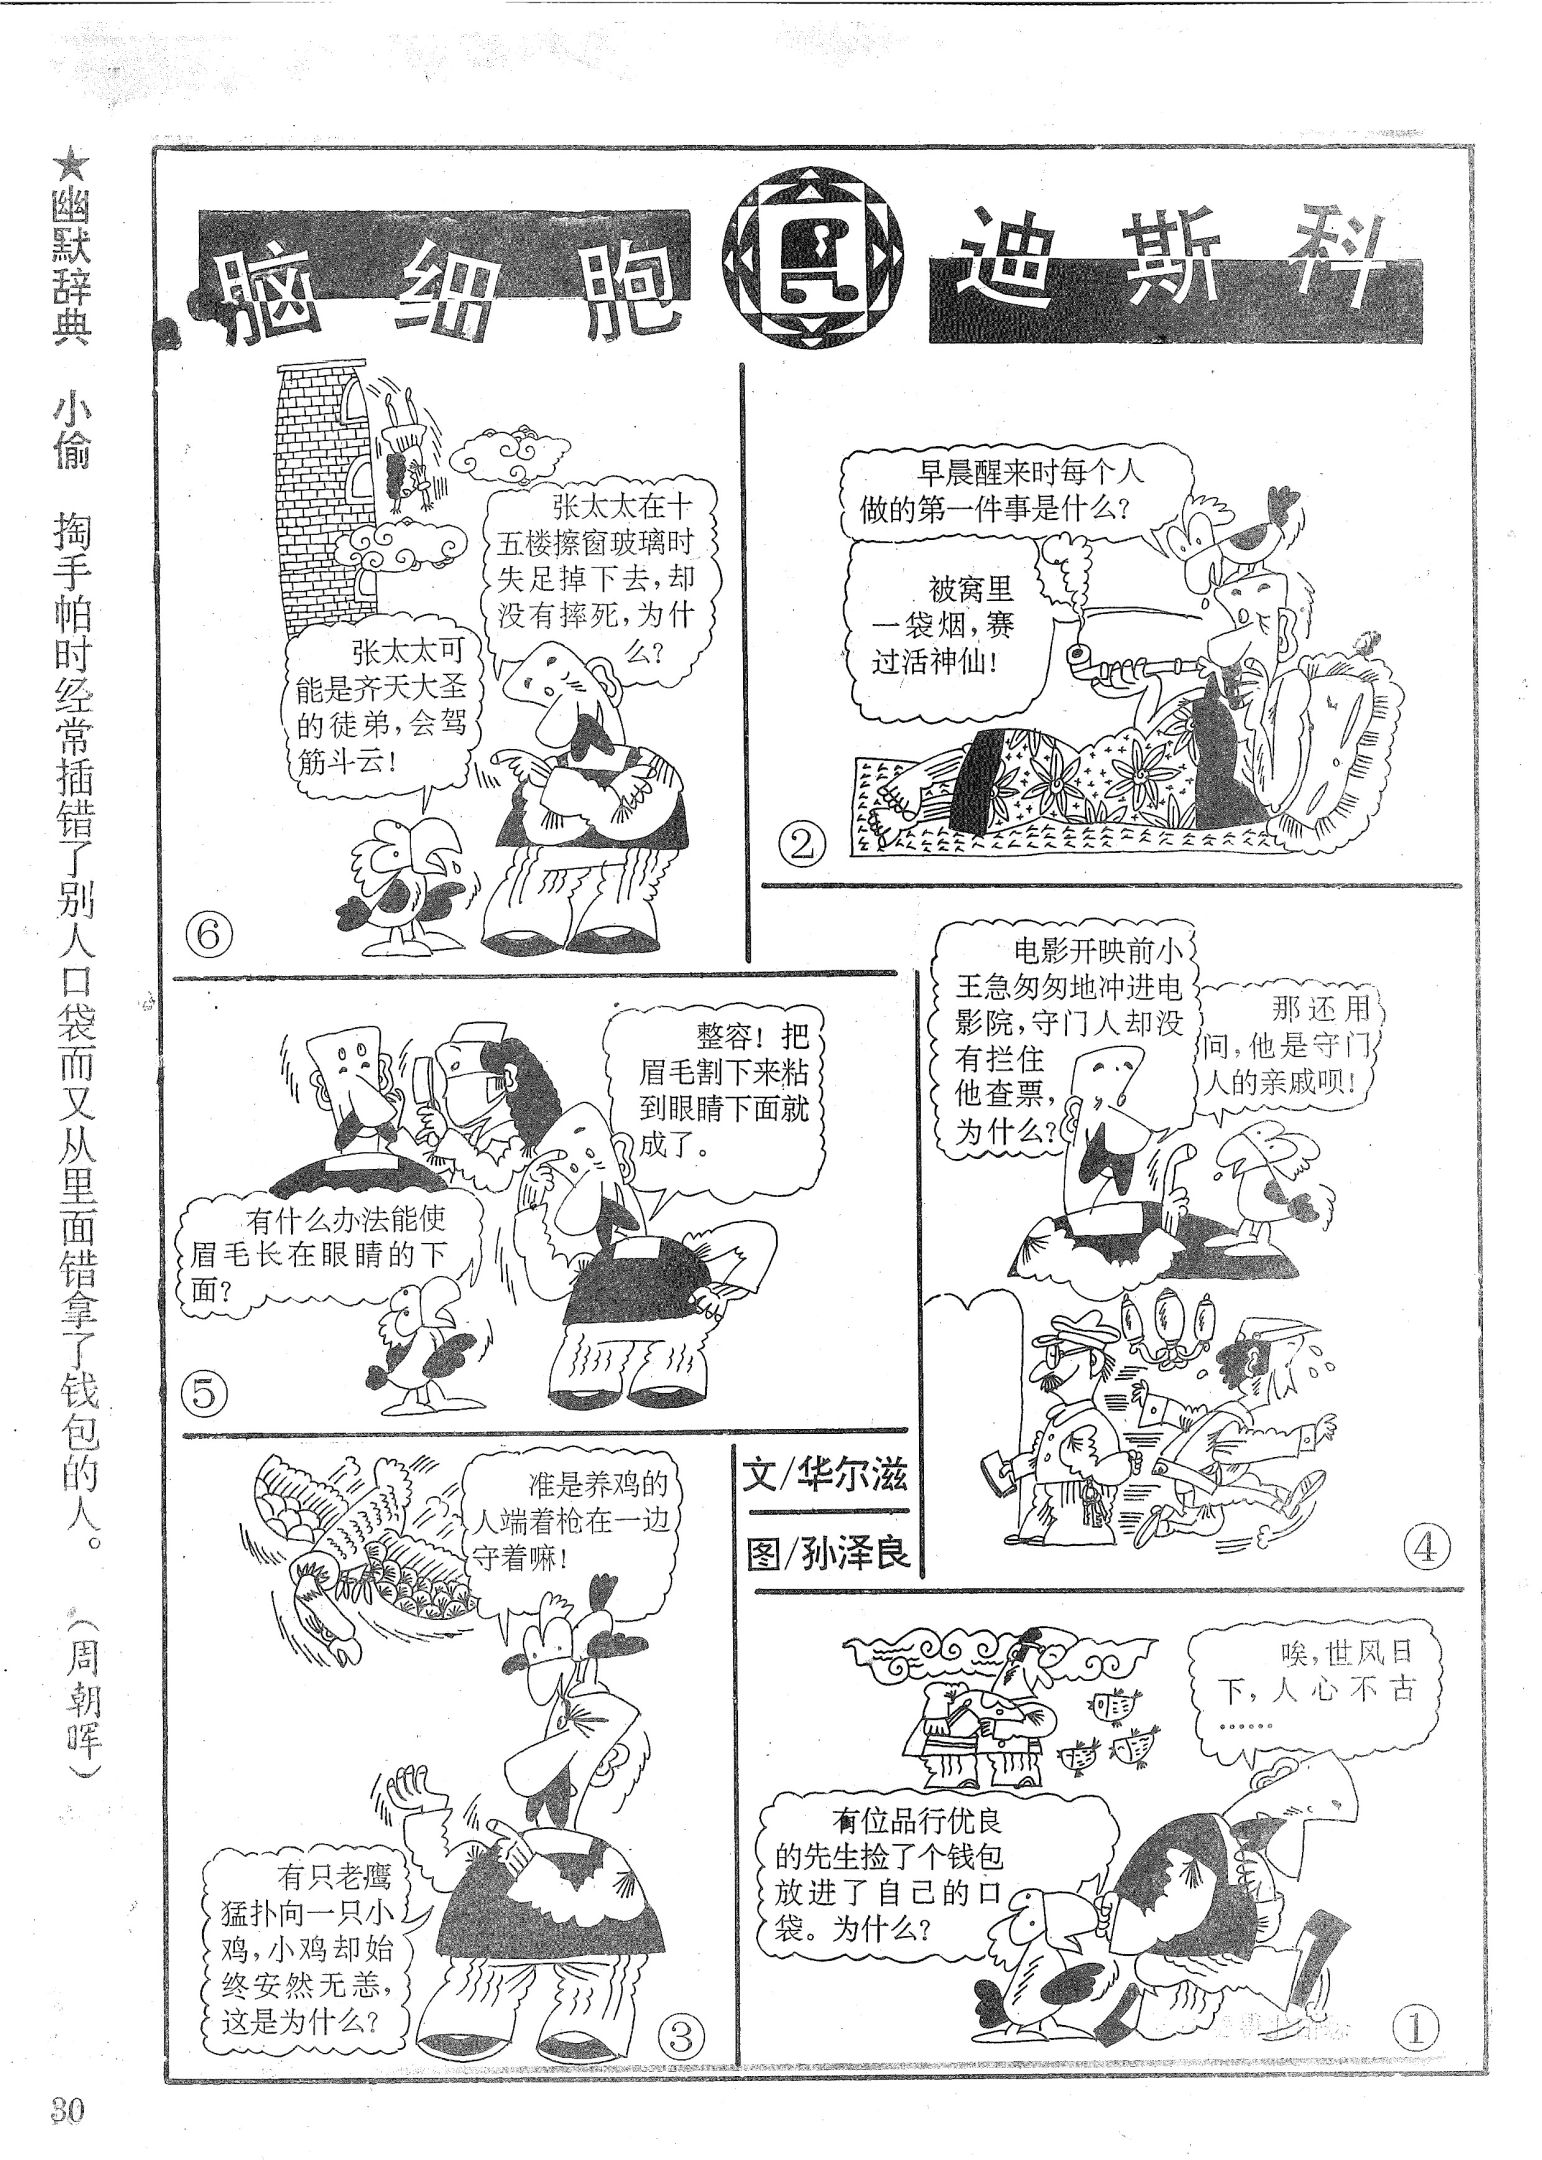 ★幽默辞典 小偷 掏手帕时经常插错了别人口袋而又从里面错拿了钱包的人。（周朝晖）
脑细胞 迪斯科
张太太在十
五楼擦窗玻璃时
失足掉下去,却
没有摔死,为什
么?
张太太可
能是齐天大圣
的徒弟,会驾
筋斗云!
⑥
早晨醒来时每个人
做的第一件事是什么?
被窝里
一袋烟,赛
过活神仙!
②
整容!把
眉毛割下来粘
到眼睛下面就
成了。
有什么办法能使
眉毛长在眼睛的下
面?
⑤
电影开映前小
王急匆匆地冲进电
影院,守门人却没
有拦住
他查票,
为什么?
那还用
问,他是守门
人的亲戚呗!
④
准是养鸡的
人端着枪在一边
守着嘛!
有只老鹰
猛扑向一只小
鸡,小鸡却始
终安然无恙,
这是为什么?
③
文/华尔滋
图/孙泽良
唉,世风日
下,人心不古
……
有位品行优良
的先生捡了个钱包
放进了自己的口
袋。为什么?
①
30